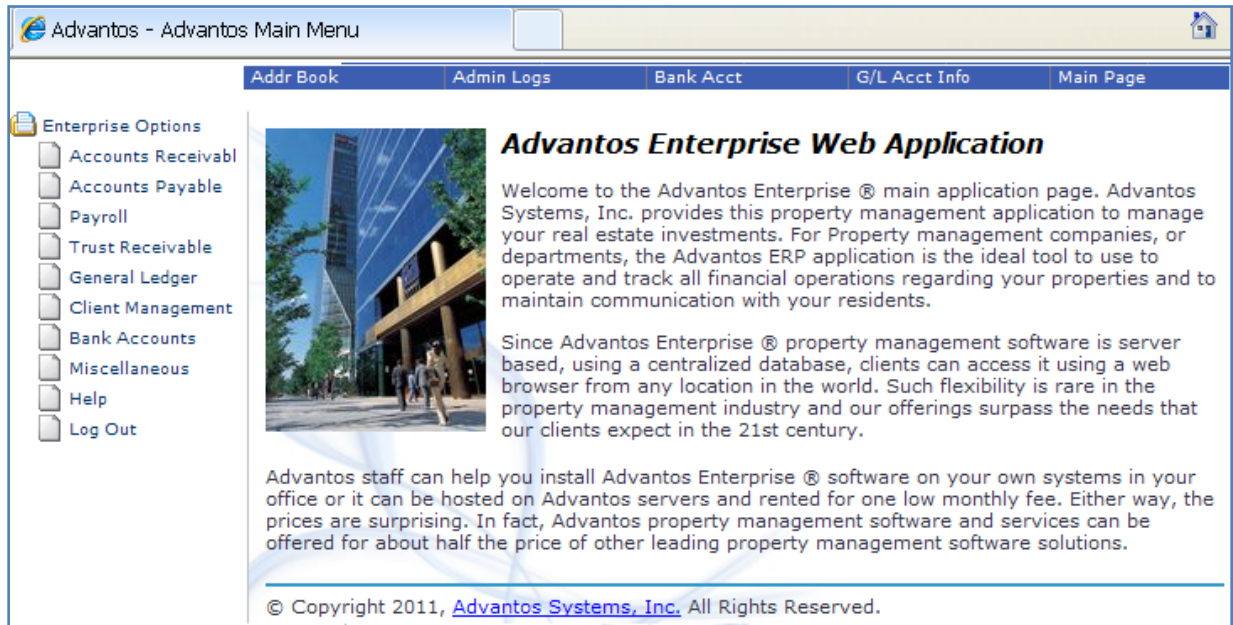 Advantos - Advantos Main Menu
Addr Book Admin Logs Bank Acct G/L Acct Info Main Page
Enterprise Options
Accounts Receivabl
Accounts Payable
Payroll
Trust Receivable
General Ledger
Client Management
Bank Accounts
Miscellaneous
Help
Log Out
Advantos Enterprise Web Application
Welcome to the Advantos Enterprise ® main application page. Advantos
Systems, Inc. provides this property management application to manage
your real estate investments. For Property management companies, or
departments, the Advantos ERP application is the ideal tool to use to
operate and track all financial operations regarding your properties and to
maintain communication with your residents.
Since Advantos Enterprise ® property management software is server
based, using a centralized database, clients can access it using a web
browser from any location in the world. Such flexibility is rare in the
property management industry and our offerings surpass the needs that
our clients expect in the 21st century.
Advantos staff can help you install Advantos Enterprise ® software on your own systems in your
office or it can be hosted on Advantos servers and rented for one low monthly fee. Either way, the
prices are surprising. In fact, Advantos property management software and services can be
offered for about half the price of other leading property management software solutions.
© Copyright 2011, Advantos Systems, Inc. All Rights Reserved.